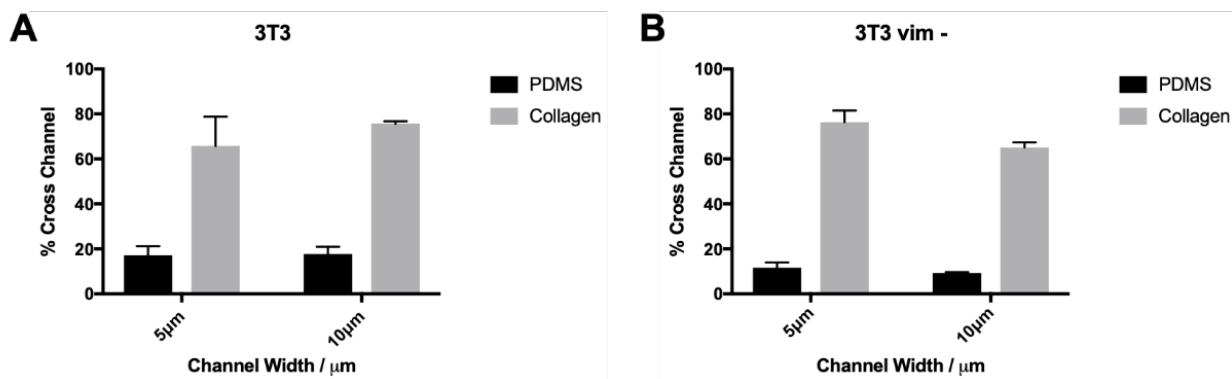 A
3T3
100
80
60
40
20
0
% Cross Channel
5μm
10μm
Channel Width / μm
PDMS
Collagen
B
3T3 vim -
100
80
60
40
20
0
% Cross Channel
5μm
10μm
Channel Width / μm
PDMS
Collagen